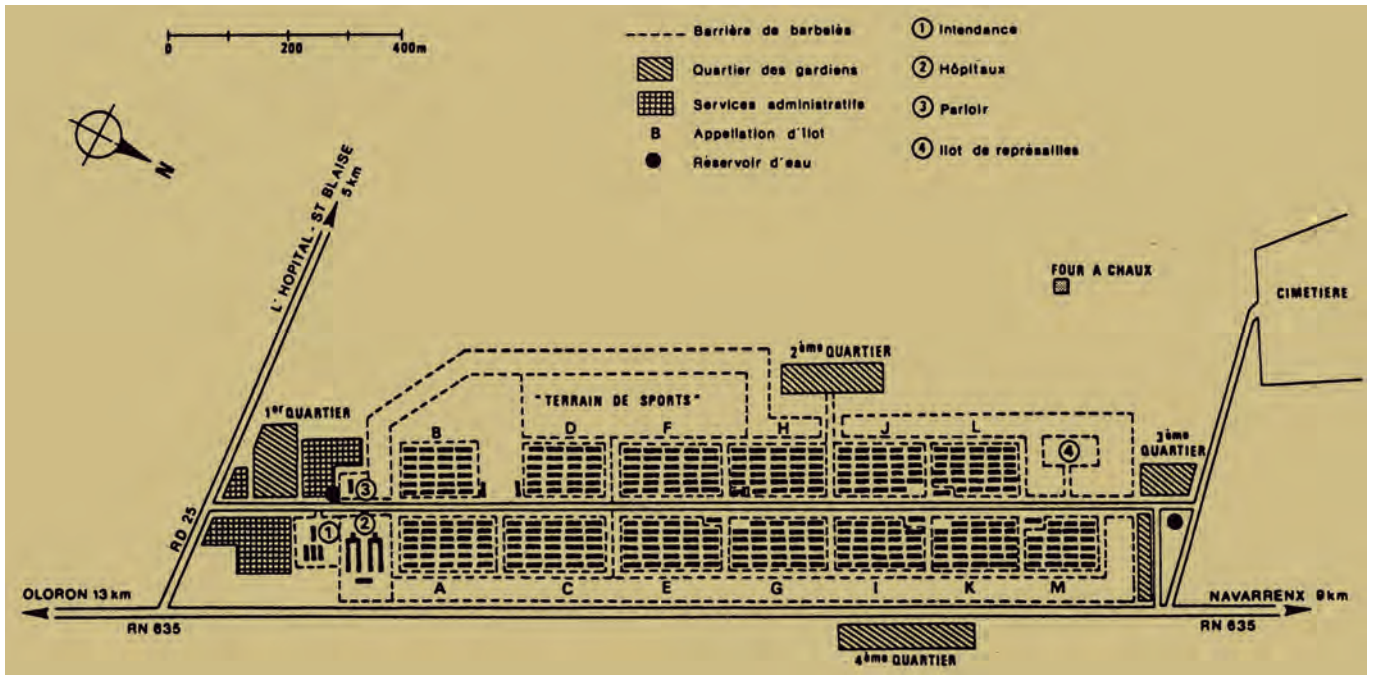 0 200 400m
Barrière de barbelés
Quartier des gardiens
Services administratifs
B Appellation d'îlot
Réservoir d'eau
1 Intendance
2 Hôpitaux
3 Parloir
4 Ilot de représailles
N
L'HOPITAL - ST BLAISE
5 km
FOUR A CHAUX
CIMETIERE
2ème QUARTIER
"TERRAIN DE SPORTS"
1er QUARTIER
B D F H J L
3ème
QUARTIER
3
4
RD 25
1
2
A C E G I K M
OLORON 13 km
NAVARRENX 9km
RN 635
RN 635
4ème QUARTIER